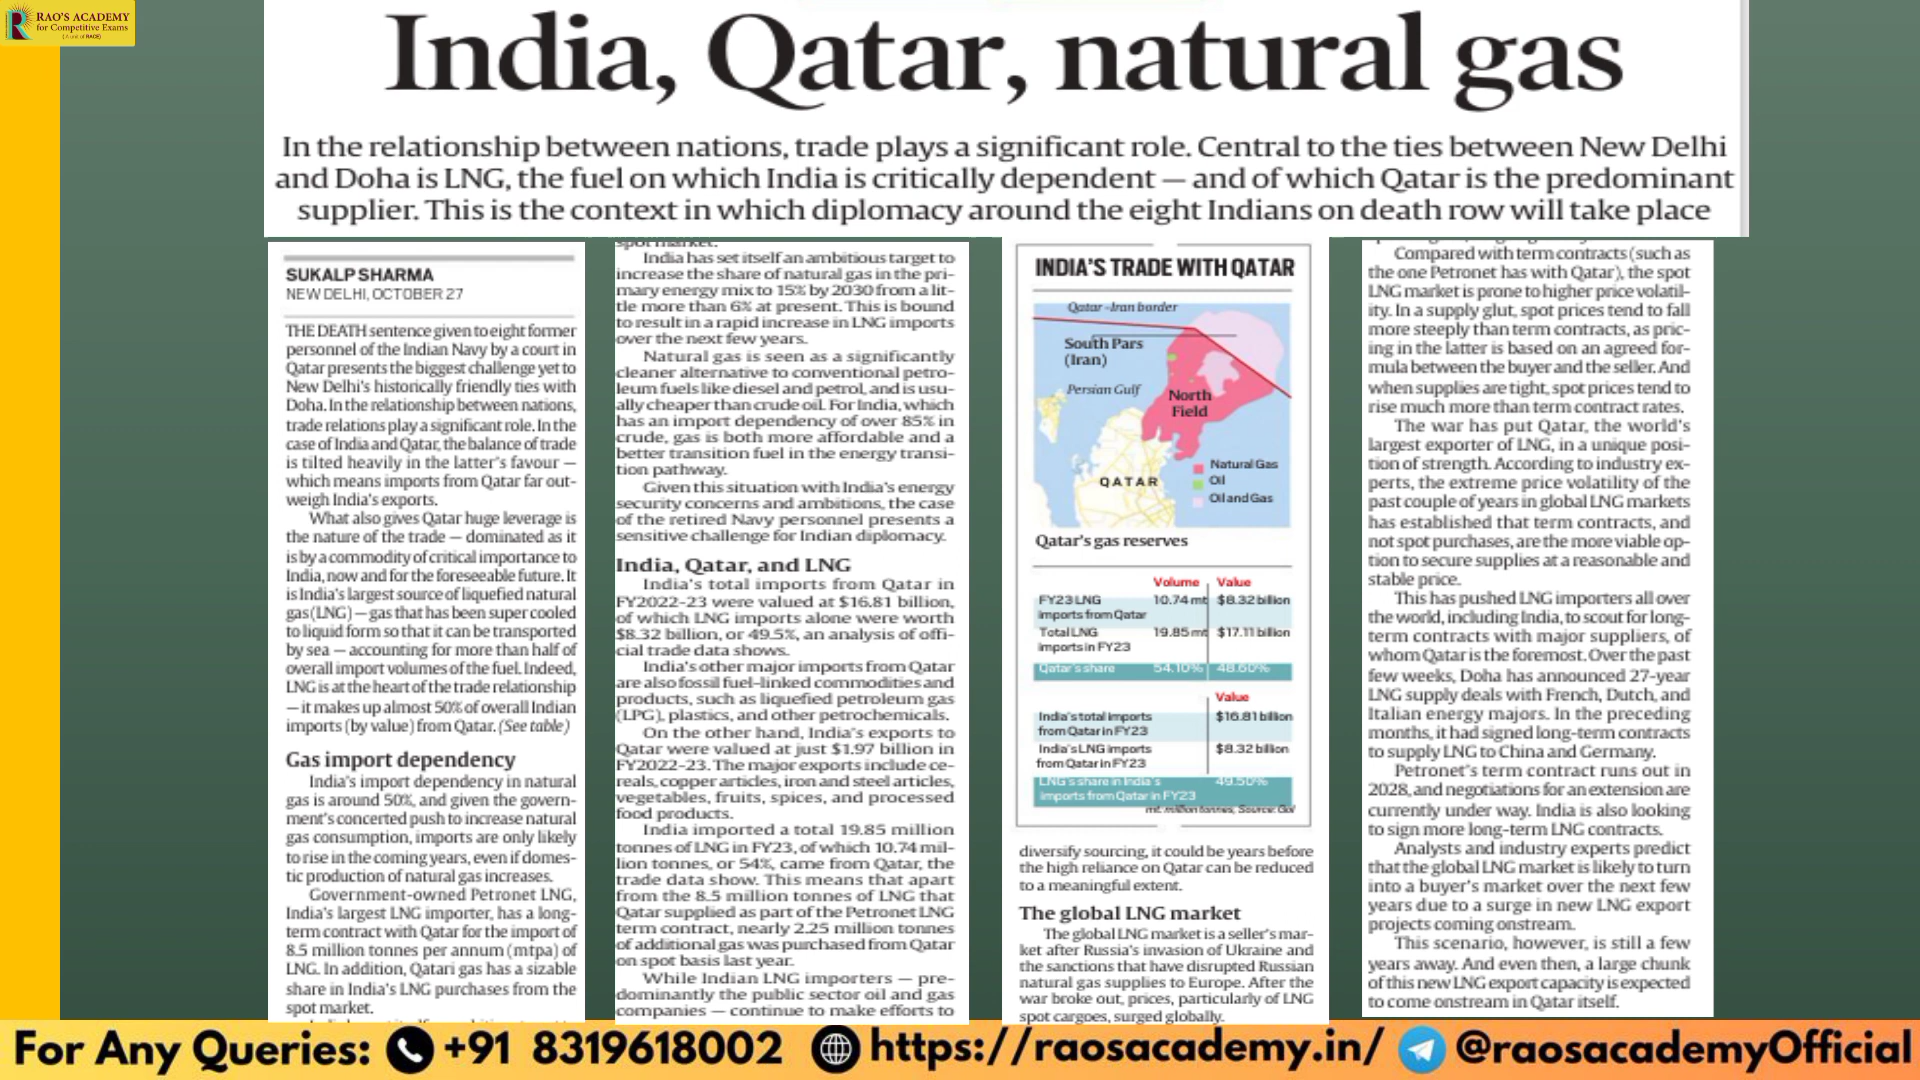 RAO'S ACADEMY
for Competitive Exams
(A unit of RACE)
India, Qatar, natural gas
In the relationship between nations, trade plays a significant role. Central to the ties between New Delhi
and Doha is LNG, the fuel on which India is critically dependent — and of which Qatar is the predominant
supplier. This is the context in which diplomacy around the eight Indians on death row will take place
SUKALP SHARMA
NEW DELHI, OCTOBER 27
THE DEATH sentence given to eight former
personnel of the Indian Navy by a court in
Qatar presents the biggest challenge yet to
New Delhi's historically friendly ties with
Doha. In the relationship between nations,
trade relations play a significant role. In the
case of India and Qatar, the balance of trade
is tilted heavily in the latter's favour —
which means imports from Qatar far out-
weigh India's exports.
What also gives Qatar huge leverage is
the nature of the trade — dominated as it
is by a commodity of critical importance to
India, now and for the foreseeable future. It
is India's largest source of liquefied natural
gas (LNG) — gas that has been super cooled
to liquid form so that it can be transported
by sea — accounting for more than half of
overall import volumes of the fuel. Indeed,
LNG is at the heart of the trade relationship
— it makes up almost 50% of overall Indian
imports (by value) from Qatar. (See table)
Gas import dependency
India's import dependency in natural
gas is around 50%, and given the govern-
ment's concerted push to increase natural
gas consumption, imports are only likely
to rise in the coming years, even if domes-
tic production of natural gas increases.
Government-owned Petronet LNG,
India's largest LNG importer, has a long-
term contract with Qatar for the import of
8.5 million tonnes per annum (mtpa) of
LNG. In addition, Qatari gas has a sizable
share in India's LNG purchases from the
spot market.
spot market.
India has set itself an ambitious target to
increase the share of natural gas in the pri-
mary energy mix to 15% by 2030 from a lit-
tle more than 6% at present. This is bound
to result in a rapid increase in LNG imports
over the next few years.
Natural gas is seen as a significantly
cleaner alternative to conventional petro-
leum fuels like diesel and petrol, and is usu-
ally cheaper than crude oil. For India, which
has an import dependency of over 85% in
crude, gas is both more affordable and a
better transition fuel in the energy transi-
tion pathway.
Given this situation with India's energy
security concerns and ambitions, the case
of the retired Navy personnel presents a
sensitive challenge for Indian diplomacy.
India, Qatar, and LNG
India's total imports from Qatar in
FY2022-23 were valued at $16.81 billion,
of which LNG imports alone were worth
$8.32 billion, or 49.5%, an analysis of offi-
cial trade data shows.
India's other major imports from Qatar
are also fossil fuel-linked commodities and
products, such as liquefied petroleum gas
(LPG), plastics, and other petrochemicals.
On the other hand, India's exports to
Qatar were valued at just $1.97 billion in
FY2022-23. The major exports include ce-
reals, copper articles, iron and steel articles,
vegetables, fruits, spices, and processed
food products.
India imported a total 19.85 million
tonnes of LNG in FY23, of which 10.74 mil-
lion tonnes, or 54%, came from Qatar, the
trade data show. This means that apart
from the 8.5 million tonnes of LNG that
Qatar supplied as part of the Petronet LNG
term contract, nearly 2.25 million tonnes
of additional gas was purchased from Qatar
on spot basis last year.
While Indian LNG importers — pre-
dominantly the public sector oil and gas
companies — continue to make efforts to
INDIA'S TRADE WITH QATAR
Qatar-Iran border
South Pars
(Iran)
Persian Gulf
North
Field
QATAR
Natural Gas
Oil
Oil and Gas
Qatar's gas reserves
Volume Value
FY23 LNG 10.74 mt $8.32 billion
imports from Qatar
Total LNG 19.85 mt $17.11 billion
imports in FY23
Qatar's share 54.10% 48.60%
Value
India's total imports $16.81 billion
from Qatar in FY23
India's LNG imports $8.32 billion
from Qatar in FY23
LNG's share in India's 49.50%
imports from Qatar in FY23
mt. million tonnes, Source: GoI
diversify sourcing, it could be years before
the high reliance on Qatar can be reduced
to a meaningful extent.
The global LNG market
The global LNG market is a seller's mar-
ket after Russia's invasion of Ukraine and
the sanctions that have disrupted Russian
natural gas supplies to Europe. After the
war broke out, prices, particularly of LNG
spot cargoes, surged globally.
Compared with term contracts (such as
the one Petronet has with Qatar), the spot
LNG market is prone to higher price volatil-
ity. In a supply glut, spot prices tend to fall
more steeply than term contracts, as pric-
ing in the latter is based on an agreed for-
mula between the buyer and the seller. And
when supplies are tight, spot prices tend to
rise much more than term contract rates.
The war has put Qatar, the world's
largest exporter of LNG, in a unique posi-
tion of strength. According to industry ex-
perts, the extreme price volatility of the
past couple of years in global LNG markets
has established that term contracts, and
not spot purchases, are the more viable op-
tion to secure supplies at a reasonable and
stable price.
This has pushed LNG importers all over
the world, including India, to scout for long-
term contracts with major suppliers, of
whom Qatar is the foremost. Over the past
few weeks, Doha has announced 27-year
LNG supply deals with French, Dutch, and
Italian energy majors. In the preceding
months, it had signed long-term contracts
to supply LNG to China and Germany.
Petronet's term contract runs out in
2028, and negotiations for an extension are
currently under way. India is also looking
to sign more long-term LNG contracts.
Analysts and industry experts predict
that the global LNG market is likely to turn
into a buyer's market over the next few
years due to a surge in new LNG export
projects coming onstream.
This scenario, however, is still a few
years away. And even then, a large chunk
of this new LNG export capacity is expected
to come onstream in Qatar itself.
For Any Queries: +91 8319618002 https://raosacademy.in/ @raosacademyOfficial